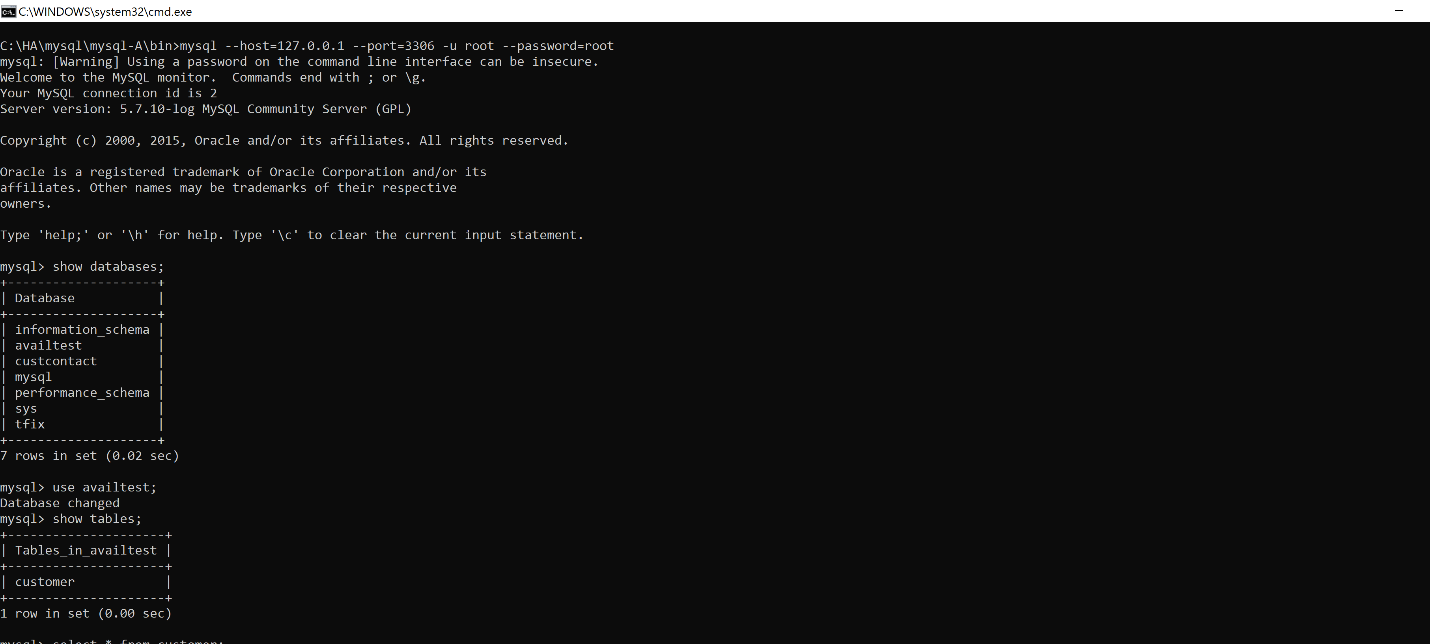 C:\WINDOWS\system32\cmd.exe
C:\HA\mysql\mysql-A\bin>mysql --host=127.0.0.1 --port=3306 -u root --password=root
mysql: [Warning] Using a password on the command line interface can be insecure.
Welcome to the MySQL monitor.  Commands end with ; or \g.
Your MySQL connection id is 2
Server version: 5.7.10-log MySQL Community Server (GPL)
Copyright (c) 2000, 2015, Oracle and/or its affiliates. All rights reserved.
Oracle is a registered trademark of Oracle Corporation and/or its
affiliates. Other names may be trademarks of their respective
owners.
Type 'help;' or '\h' for help. Type '\c' to clear the current input statement.
mysql> show databases;
+--------------------+
| Database           |
+--------------------+
| information_schema |
| availtest          |
| custcontact        |
| mysql              |
| performance_schema |
| sys                |
| tfix               |
+--------------------+
7 rows in set (0.02 sec)
mysql> use availtest;
Database changed
mysql> show tables;
+---------------------+
| Tables_in_availtest |
+---------------------+
| customer            |
+---------------------+
1 row in set (0.00 sec)
mysql> select * from customer;